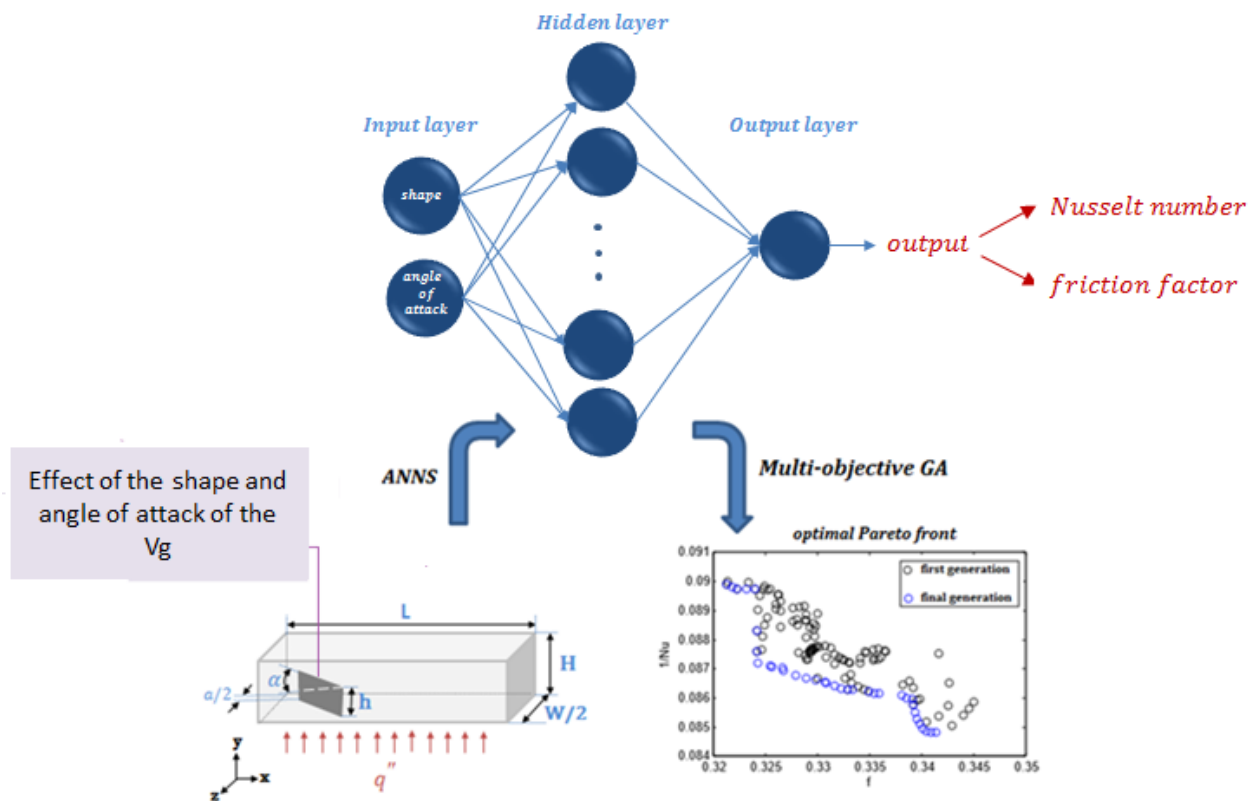 Hidden layer
Input layer
Output layer
shape
angle
of
attack
output
Nusselt number
friction factor
Effect of the shape and
angle of attack of the
Vg
ANNS
Multi-objective GA
L
H
W/2
h
α
a/2
q"
y
x
z
optimal Pareto front
first generation
final generation
1/Nu
0.091
0.09
0.089
0.088
0.087
0.086
0.085
0.084
0.32
0.325
0.33
0.335
0.34
0.345
0.35
f